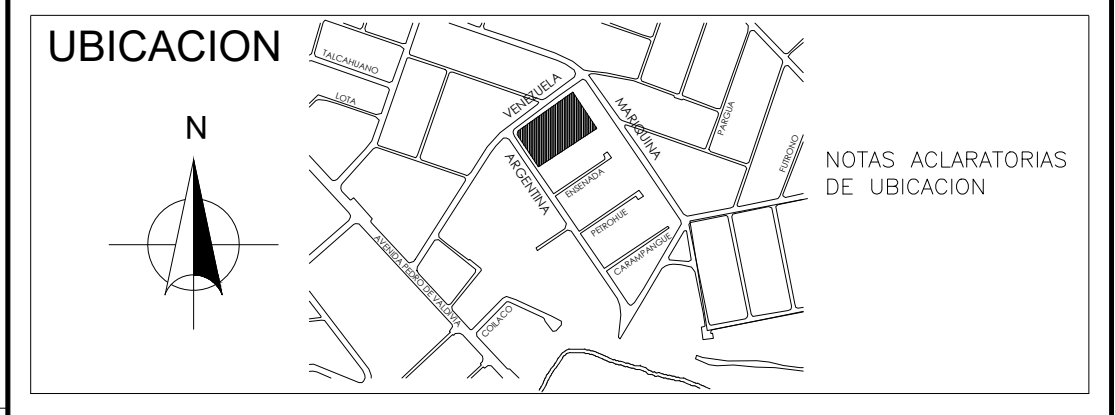 UBICACION
N
TALCAHUANO
LOTA
VENEZUELA
MARIQUINA
PARGUA
FUTRONO
ARGENTINA
ENSENADA
PETROHUE
CARAMPANGUE
AVENIDA PEDRO DE VALDIVIA
COILACO
NOTAS ACLARATORIAS
DE UBICACION